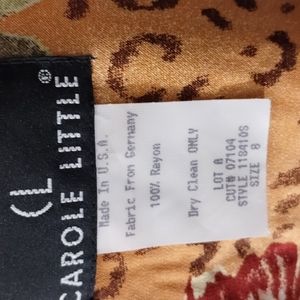 CL®
CAROLE LITTLE
Made In U.S.A.
Fabric From Germany
100% Rayon
Dry Clean ONLY
LOT A
CUT# 07104
STYLE 118410S
SIZE 8